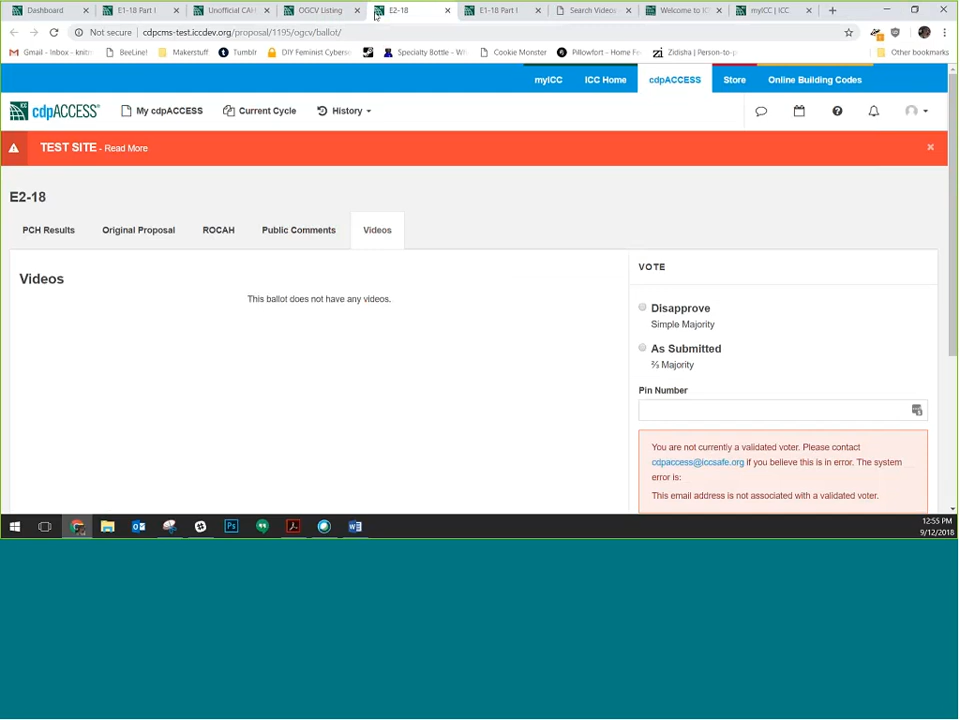 Dashboard
E1-18 Part I
Unofficial CAH
OGCV Listing
E2-18
E1-18 Part I
Search Videos
Welcome to IC
myICC | ICC
Not secure | cdpcms-test.iccdev.org/proposal/1195/ogcv/ballot/
Gmail - Inbox - knitt
BeeLine!
Makerstuff
Tumblr
DIY Feminist Cyberse
Specialty Bottle - Wh
Cookie Monster
Pillowfort - Home Fe
Zidisha | Person-to-p
Other bookmarks
myICC
ICC Home
cdpACCESS
Store
Online Building Codes
cdpACCESS®
My cdpACCESS
Current Cycle
History
TEST SITE - Read More
E2-18
PCH Results
Original Proposal
ROCAH
Public Comments
Videos
Videos
This ballot does not have any videos.
VOTE
Disapprove
Simple Majority
As Submitted
⅔ Majority
Pin Number
You are not currently a validated voter. Please contact
cdpaccess@iccsafe.org if you believe this is in error. The system
error is:
This email address is not associated with a validated voter.
12:55 PM
9/12/2018